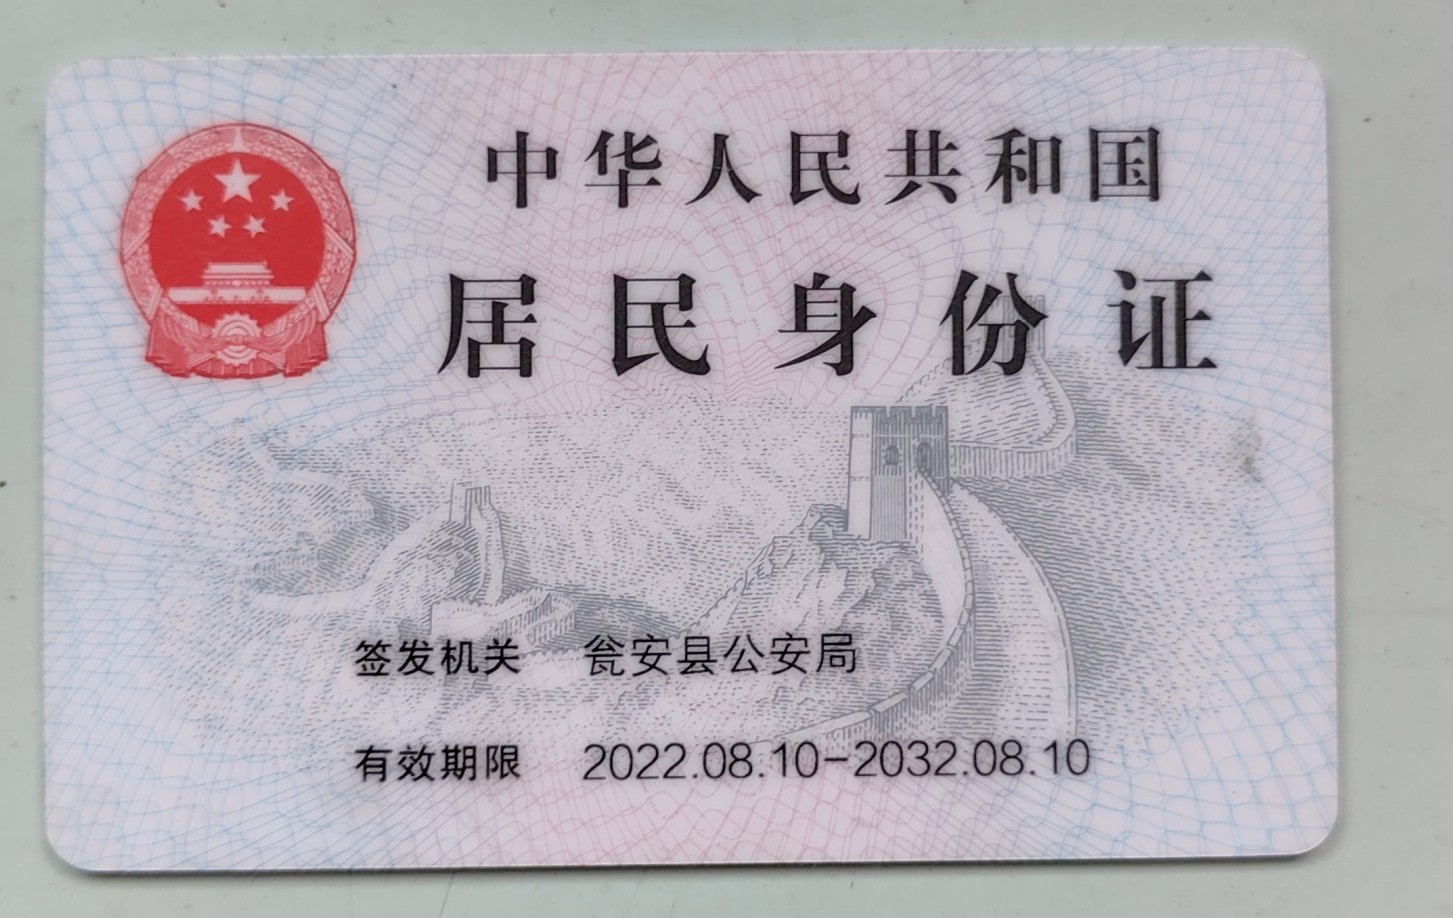 中华人民共和国
居民身份证
签发机关 瓮安县公安局
有效期限 2022.08.10-2032.08.10